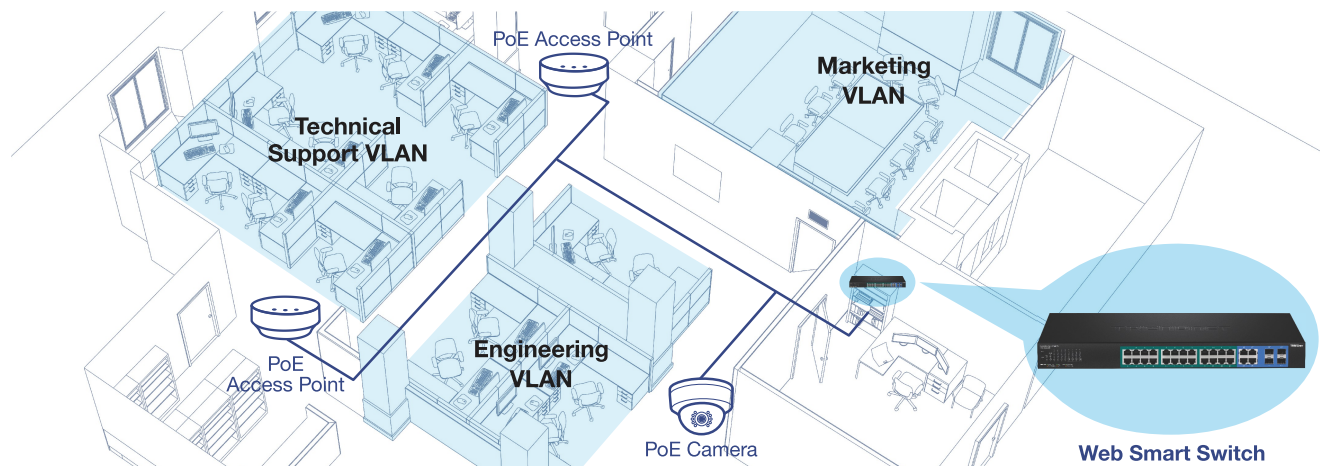 PoE Access Point
Marketing
VLAN
Technical
Support VLAN
Engineering
VLAN
PoE
Access Point
PoE Camera
Web Smart Switch